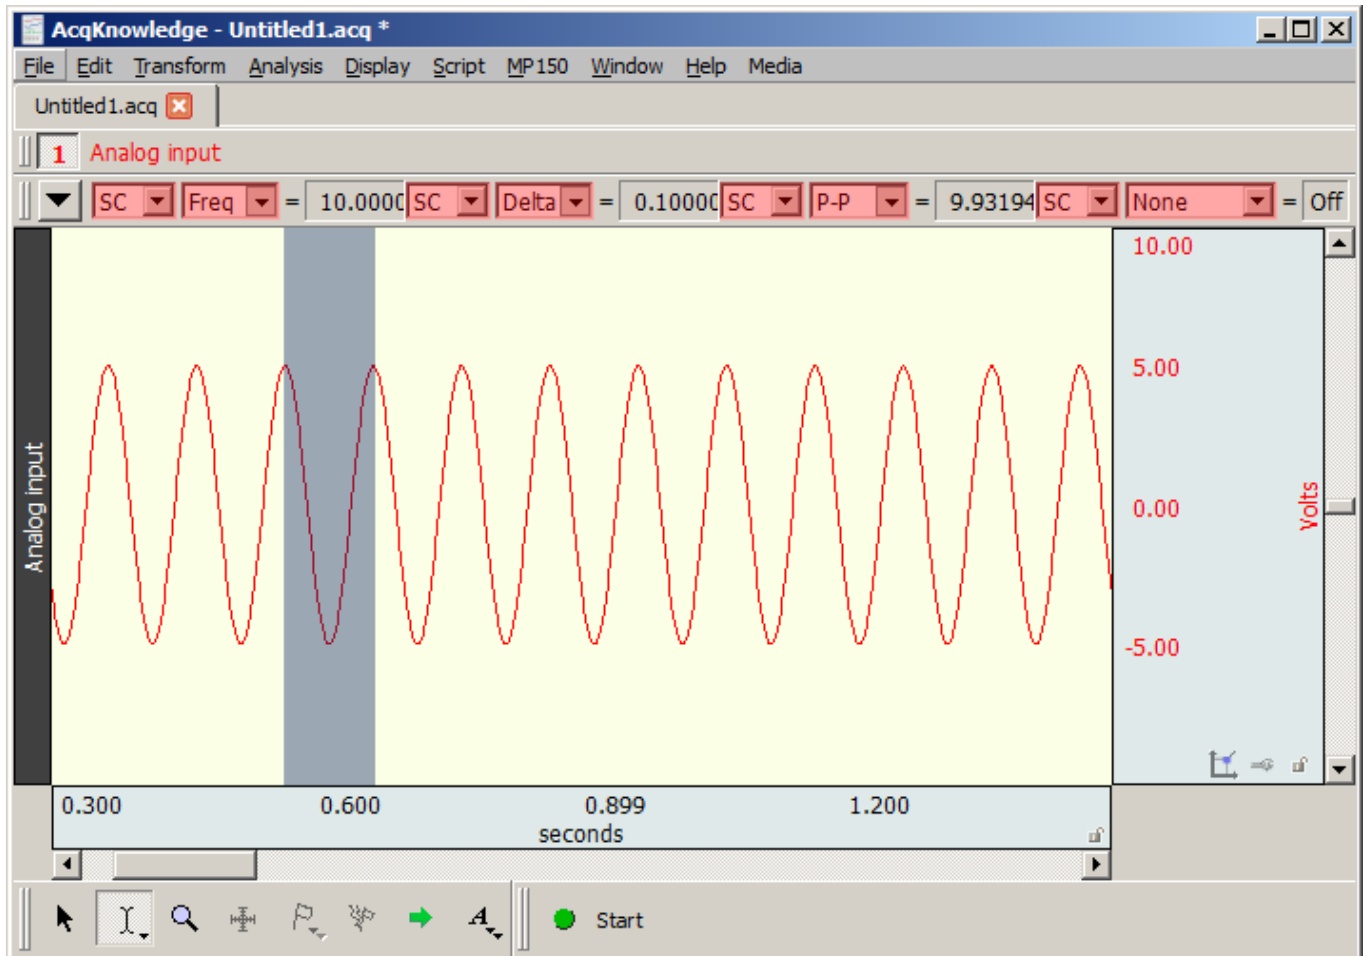 AcqKnowledge - Untitled1.acq *
File Edit Transform Analysis Display Script MP150 Window Help Media
Untitled1.acq
1 Analog input
SC Freq = 10.0000 SC Delta = 0.10000 SC P-P = 9.93194 SC None = Off
10.00
5.00
0.00
-5.00
Volts
Analog input
0.300 0.600 0.899 1.200
seconds
Start